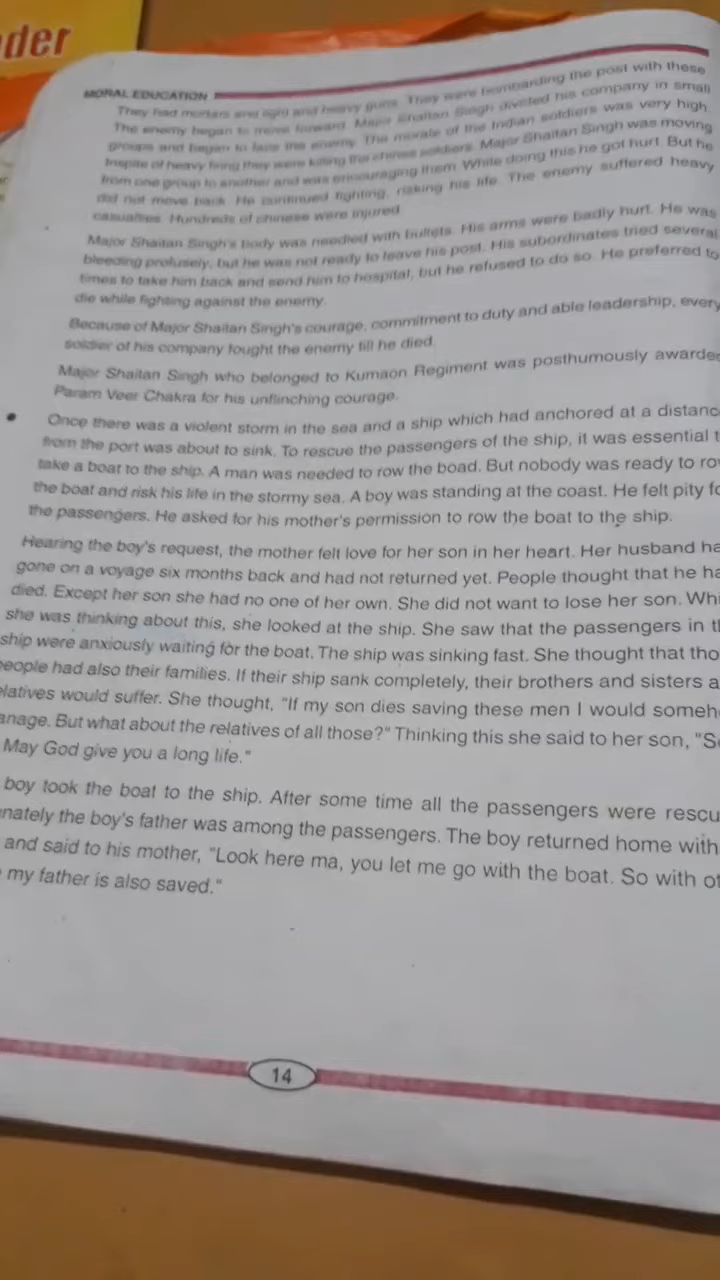 der
MORAL EDUCATION
They had mortars and light and heavy guns. They were bombarding the post with these
The enemy began to move forward. Major Shaitan Singh divided his company in small
groups and began to face the enemy. The morale of the Indian soldiers was very high.
Inspite of heavy firing they were killing the chinese soldiers. Major Shaitan Singh was moving
from one group to another and was encouraging them. While doing this he got hurt. But he
did not move back. He continued fighting, risking his life. The enemy suffered heavy
casualties. Hundreds of chinese were injured.
Major Shaitan Singh's body was needled with bullets. His arms were badly hurt. He was
bleeding profusely, but he was not ready to leave his post. His subordinates tried several
times to take him back and send him to hospital, but he refused to do so. He preferred to
die while fighting against the enemy.
Because of Major Shaitan Singh's courage, commitment to duty and able leadership, every
soldier of his company fought the enemy till he died.
Major Shaitan Singh who belonged to Kumaon Regiment was posthumously awarde
Param Veer Chakra for his unflinching courage.
• Once there was a violent storm in the sea and a ship which had anchored at a distanc
from the port was about to sink. To rescue the passengers of the ship, it was essential t
take a boat to the ship. A man was needed to row the boad. But nobody was ready to ro
the boat and risk his life in the stormy sea. A boy was standing at the coast. He felt pity fo
the passengers. He asked for his mother's permission to row the boat to the ship.
Hearing the boy's request, the mother felt love for her son in her heart. Her husband ha
gone on a voyage six months back and had not returned yet. People thought that he ha
died. Except her son she had no one of her own. She did not want to lose her son. Whi
she was thinking about this, she looked at the ship. She saw that the passengers in t
ship were anxiously waiting for the boat. The ship was sinking fast. She thought that tho
people had also their families. If their ship sank completely, their brothers and sisters a
elatives would suffer. She thought, "If my son dies saving these men I would someh
anage. But what about the relatives of all those?" Thinking this she said to her son, "S
May God give you a long life."
boy took the boat to the ship. After some time all the passengers were rescu
nately the boy's father was among the passengers. The boy returned home with
and said to his mother, "Look here ma, you let me go with the boat. So with ot
my father is also saved."
14